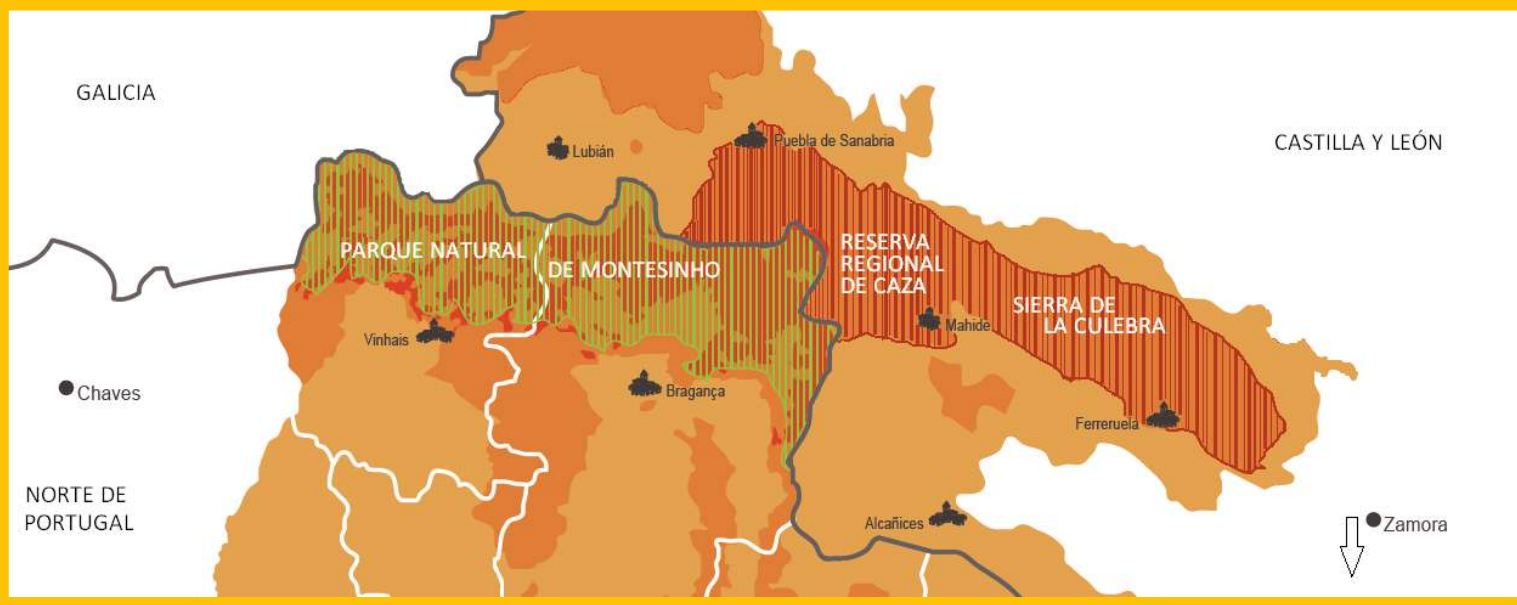 GALICIA
CASTILLA Y LEÓN
Lubián
Puebla de Sanabria
PARQUE NATURAL
DE MONTESINHO
RESERVA
REGIONAL
DE CAZA
SIERRA DE
LA CULEBRA
Mahide
Vinhais
Bragança
Chaves
Ferreruela
NORTE DE
PORTUGAL
Alcañices
Zamora